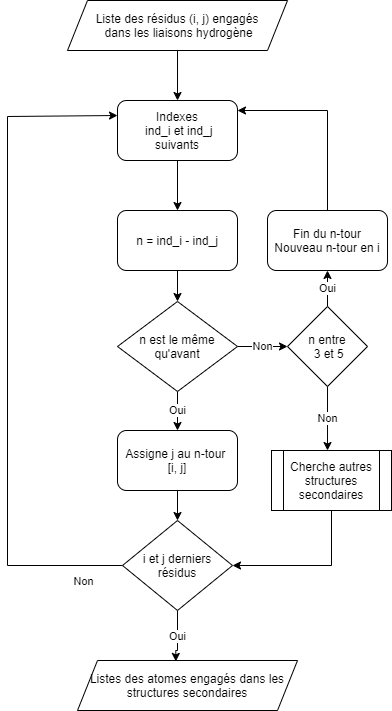 Liste des résidus (i, j) engagés
dans les liaisons hydrogène
Indexes
ind_i et ind_j
suivants
n = ind_i - ind_j
Fin du n-tour
Nouveau n-tour en i
Oui
n est le même
qu'avant
Non
n entre
3 et 5
Oui
Non
Assigne j au n-tour
[i, j]
Cherche autres
structures
secondaires
i et j derniers
résidus
Non
Oui
Listes des atomes engagés dans les
structures secondaires